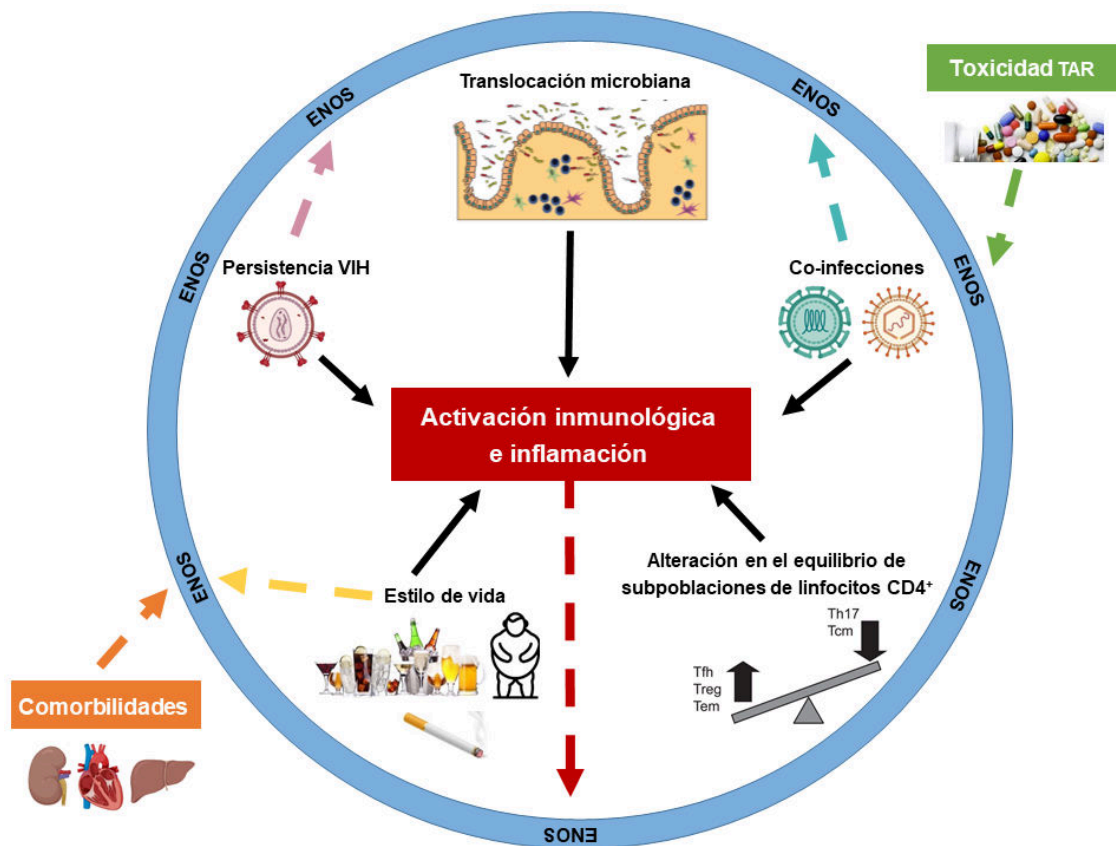 Translocación microbiana
Toxicidad TAR
ENOS
ENOS
Persistencia VIH
Co-infecciones
ENOS
ENOS
Activación inmunológica
e inflamación
Alteración en el equilibrio de
subpoblaciones de linfocitos CD4⁺
ENOS
ENOS
Estilo de vida
Th17
Tcm
Tfh
Treg
Tem
Comorbilidades
ENOS